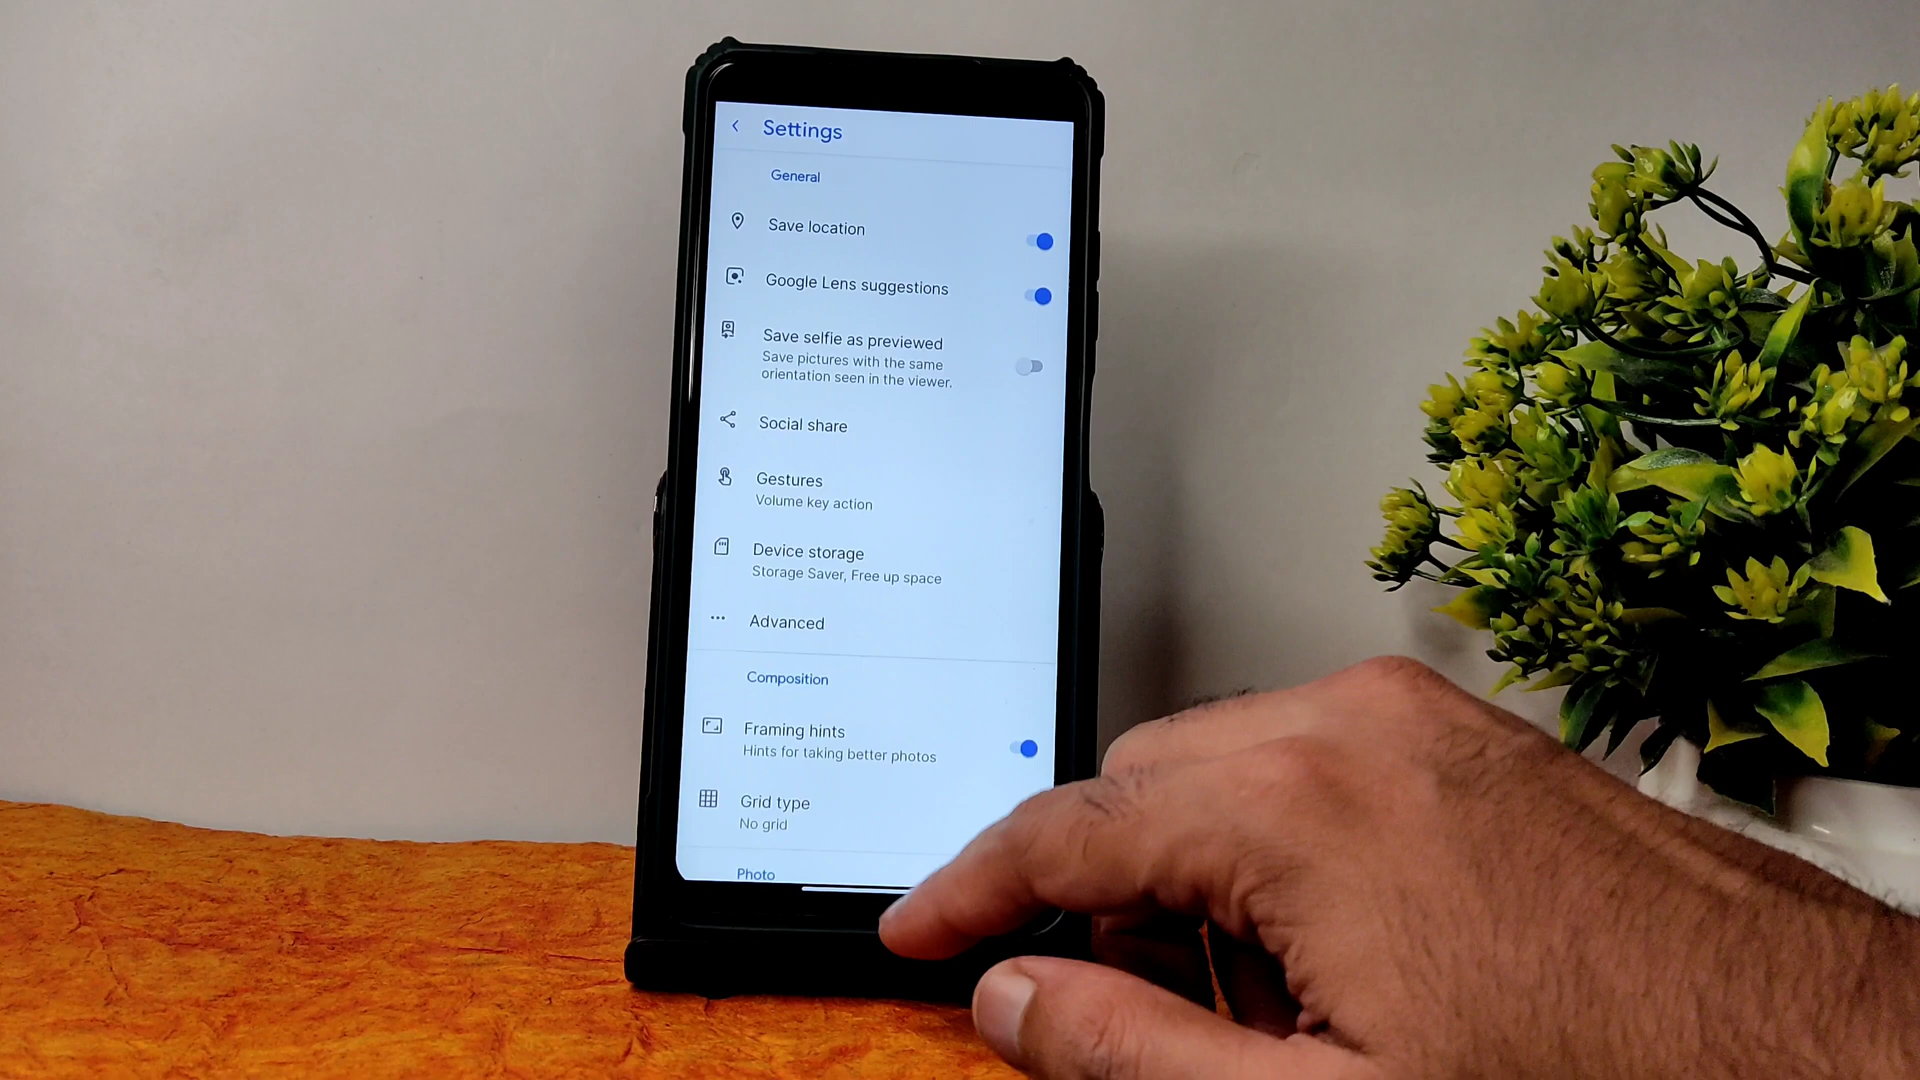 Settings
General
Save location
Google Lens suggestions
Save selfie as previewed
Save pictures with the same
orientation seen in the viewer.
Social share
Gestures
Volume key action
Device storage
Storage Saver, Free up space
Advanced
Composition
Framing hints
Hints for taking better photos
Grid type
No grid
Photo